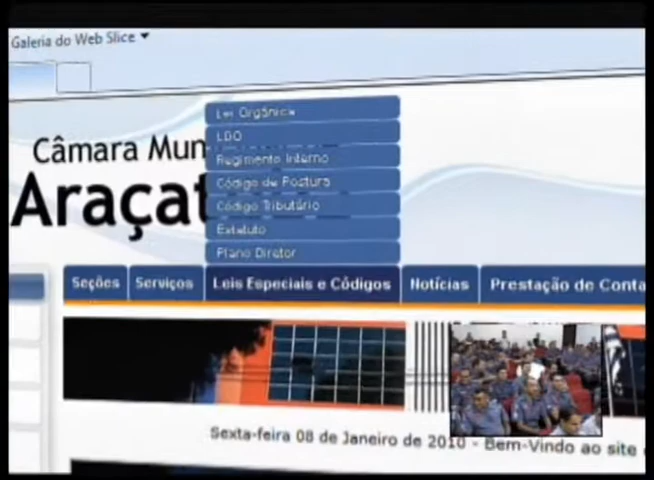 Galeria do Web Slice
Lei Orgânica
LDO
Câmara Mun
Regimento Interno
Código de Postura
Araçat
Código Tributário
Estatuto
Plano Diretor
Seções Serviços Leis Especiais e Códigos Notícias Prestação de Conta
Sexta-feira 08 de Janeiro de 2010 - Bem-Vindo ao site